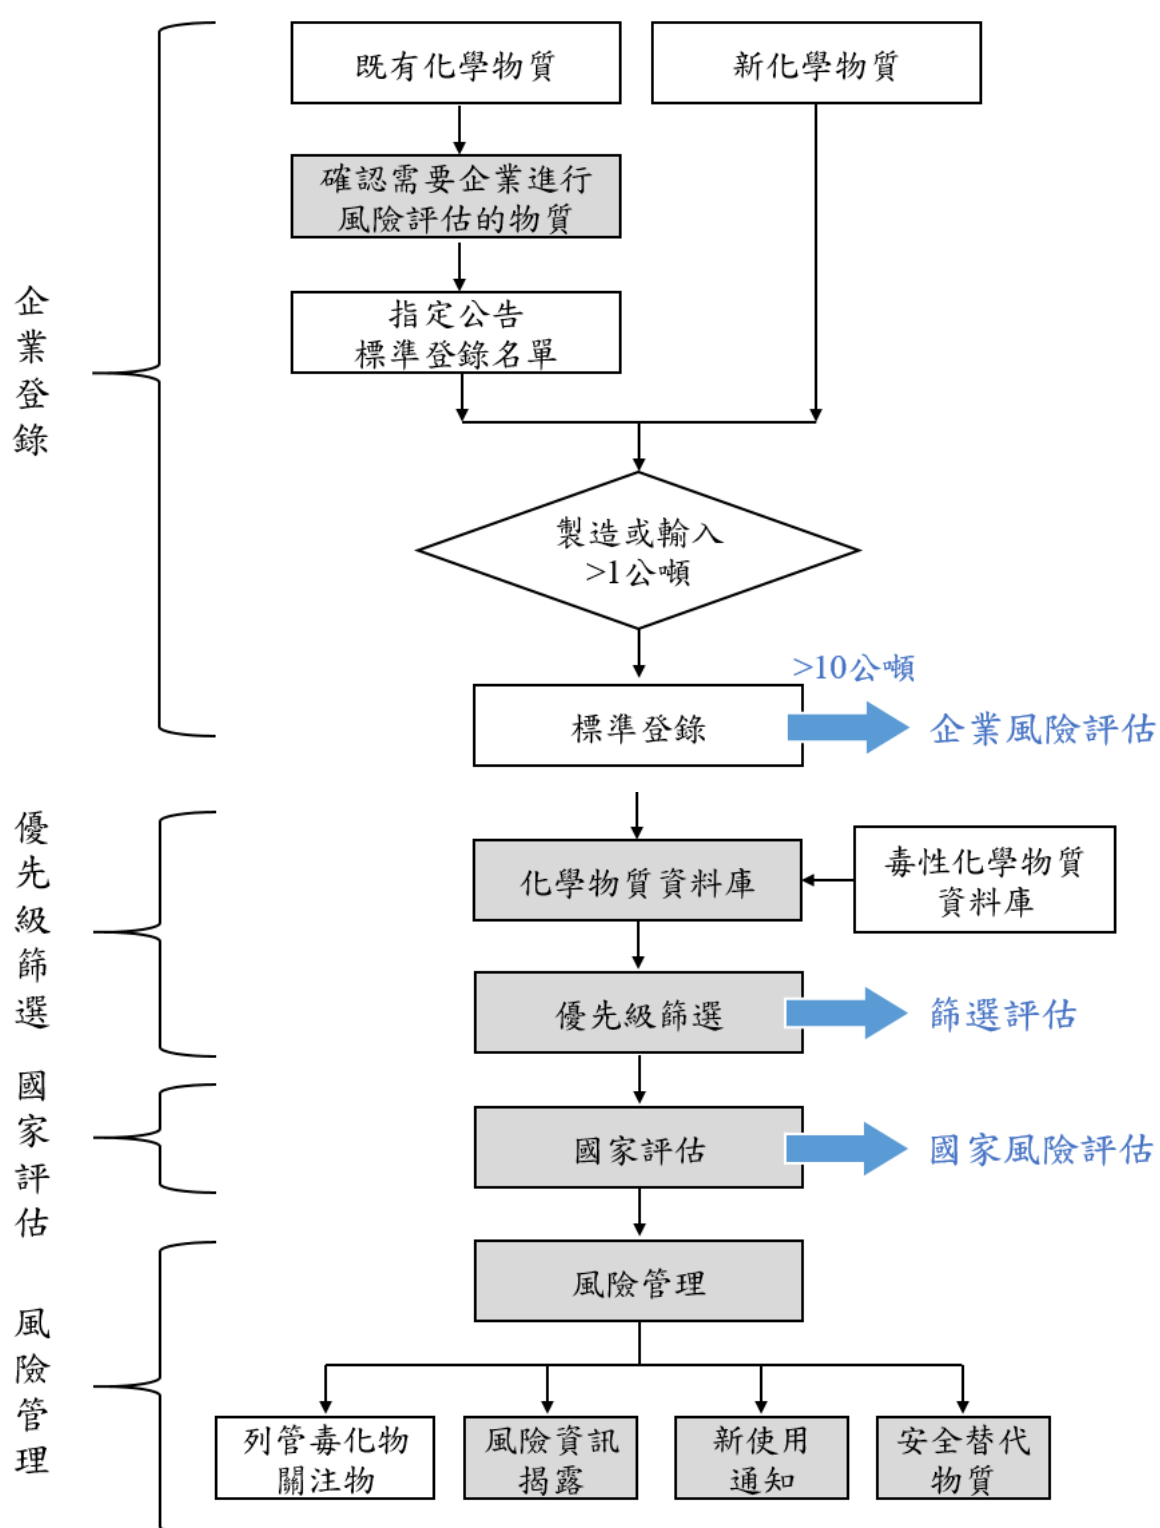 企業登錄
既有化學物質
新化學物質
確認需要企業進行
風險評估的物質
指定公告
標準登錄名單
製造或輸入
>1公噸
標準登錄
>10公噸
企業風險評估
優先級篩選
化學物質資料庫
毒性化學物質
資料庫
優先級篩選
篩選評估
國家評估
國家評估
國家風險評估
風險管理
風險管理
列管毒化物
關注物
風險資訊
揭露
新使用
通知
安全替代
物質